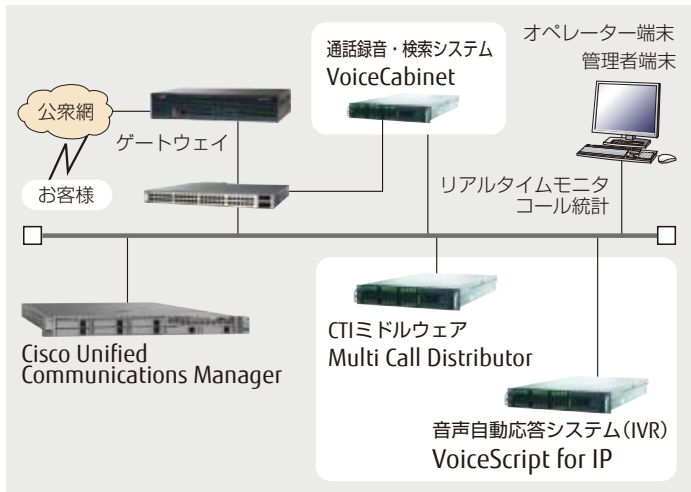 通話録音・検索システム
VoiceCabinet
オペレーター端末
管理者端末
公衆網
ゲートウェイ
お客様
リアルタイムモニタ
コール統計
Cisco Unified
Communications Manager
CTIミドルウェア
Multi Call Distributor
音声自動応答システム(IVR)
VoiceScript for IP